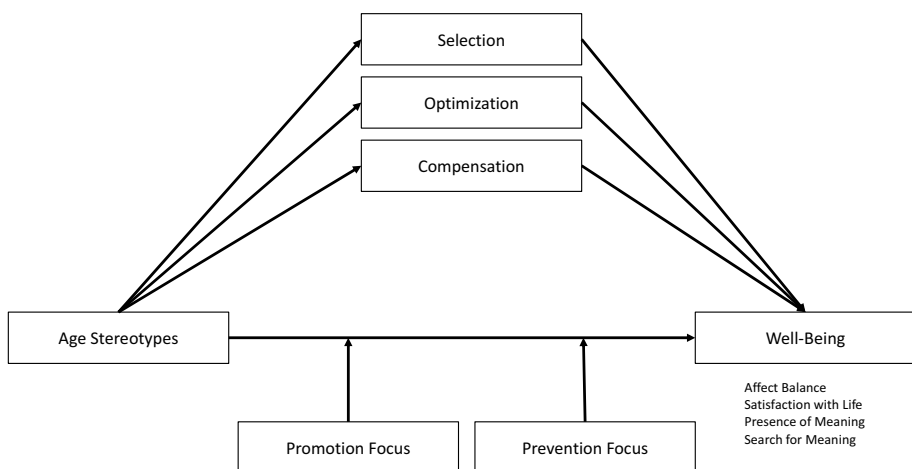 Selection
Optimization
Compensation
Age Stereotypes
Well-Being
Affect Balance
Satisfaction with Life
Presence of Meaning
Search for Meaning
Promotion Focus
Prevention Focus